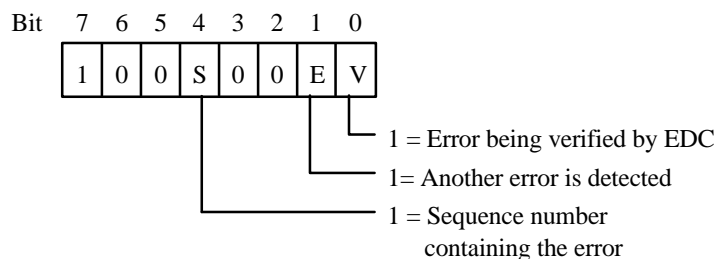 Bit 7 6 5 4 3 2 1 0
1 0 0 S 0 0 E V
1 = Error being verified by EDC
1= Another error is detected
1 = Sequence number
containing the error